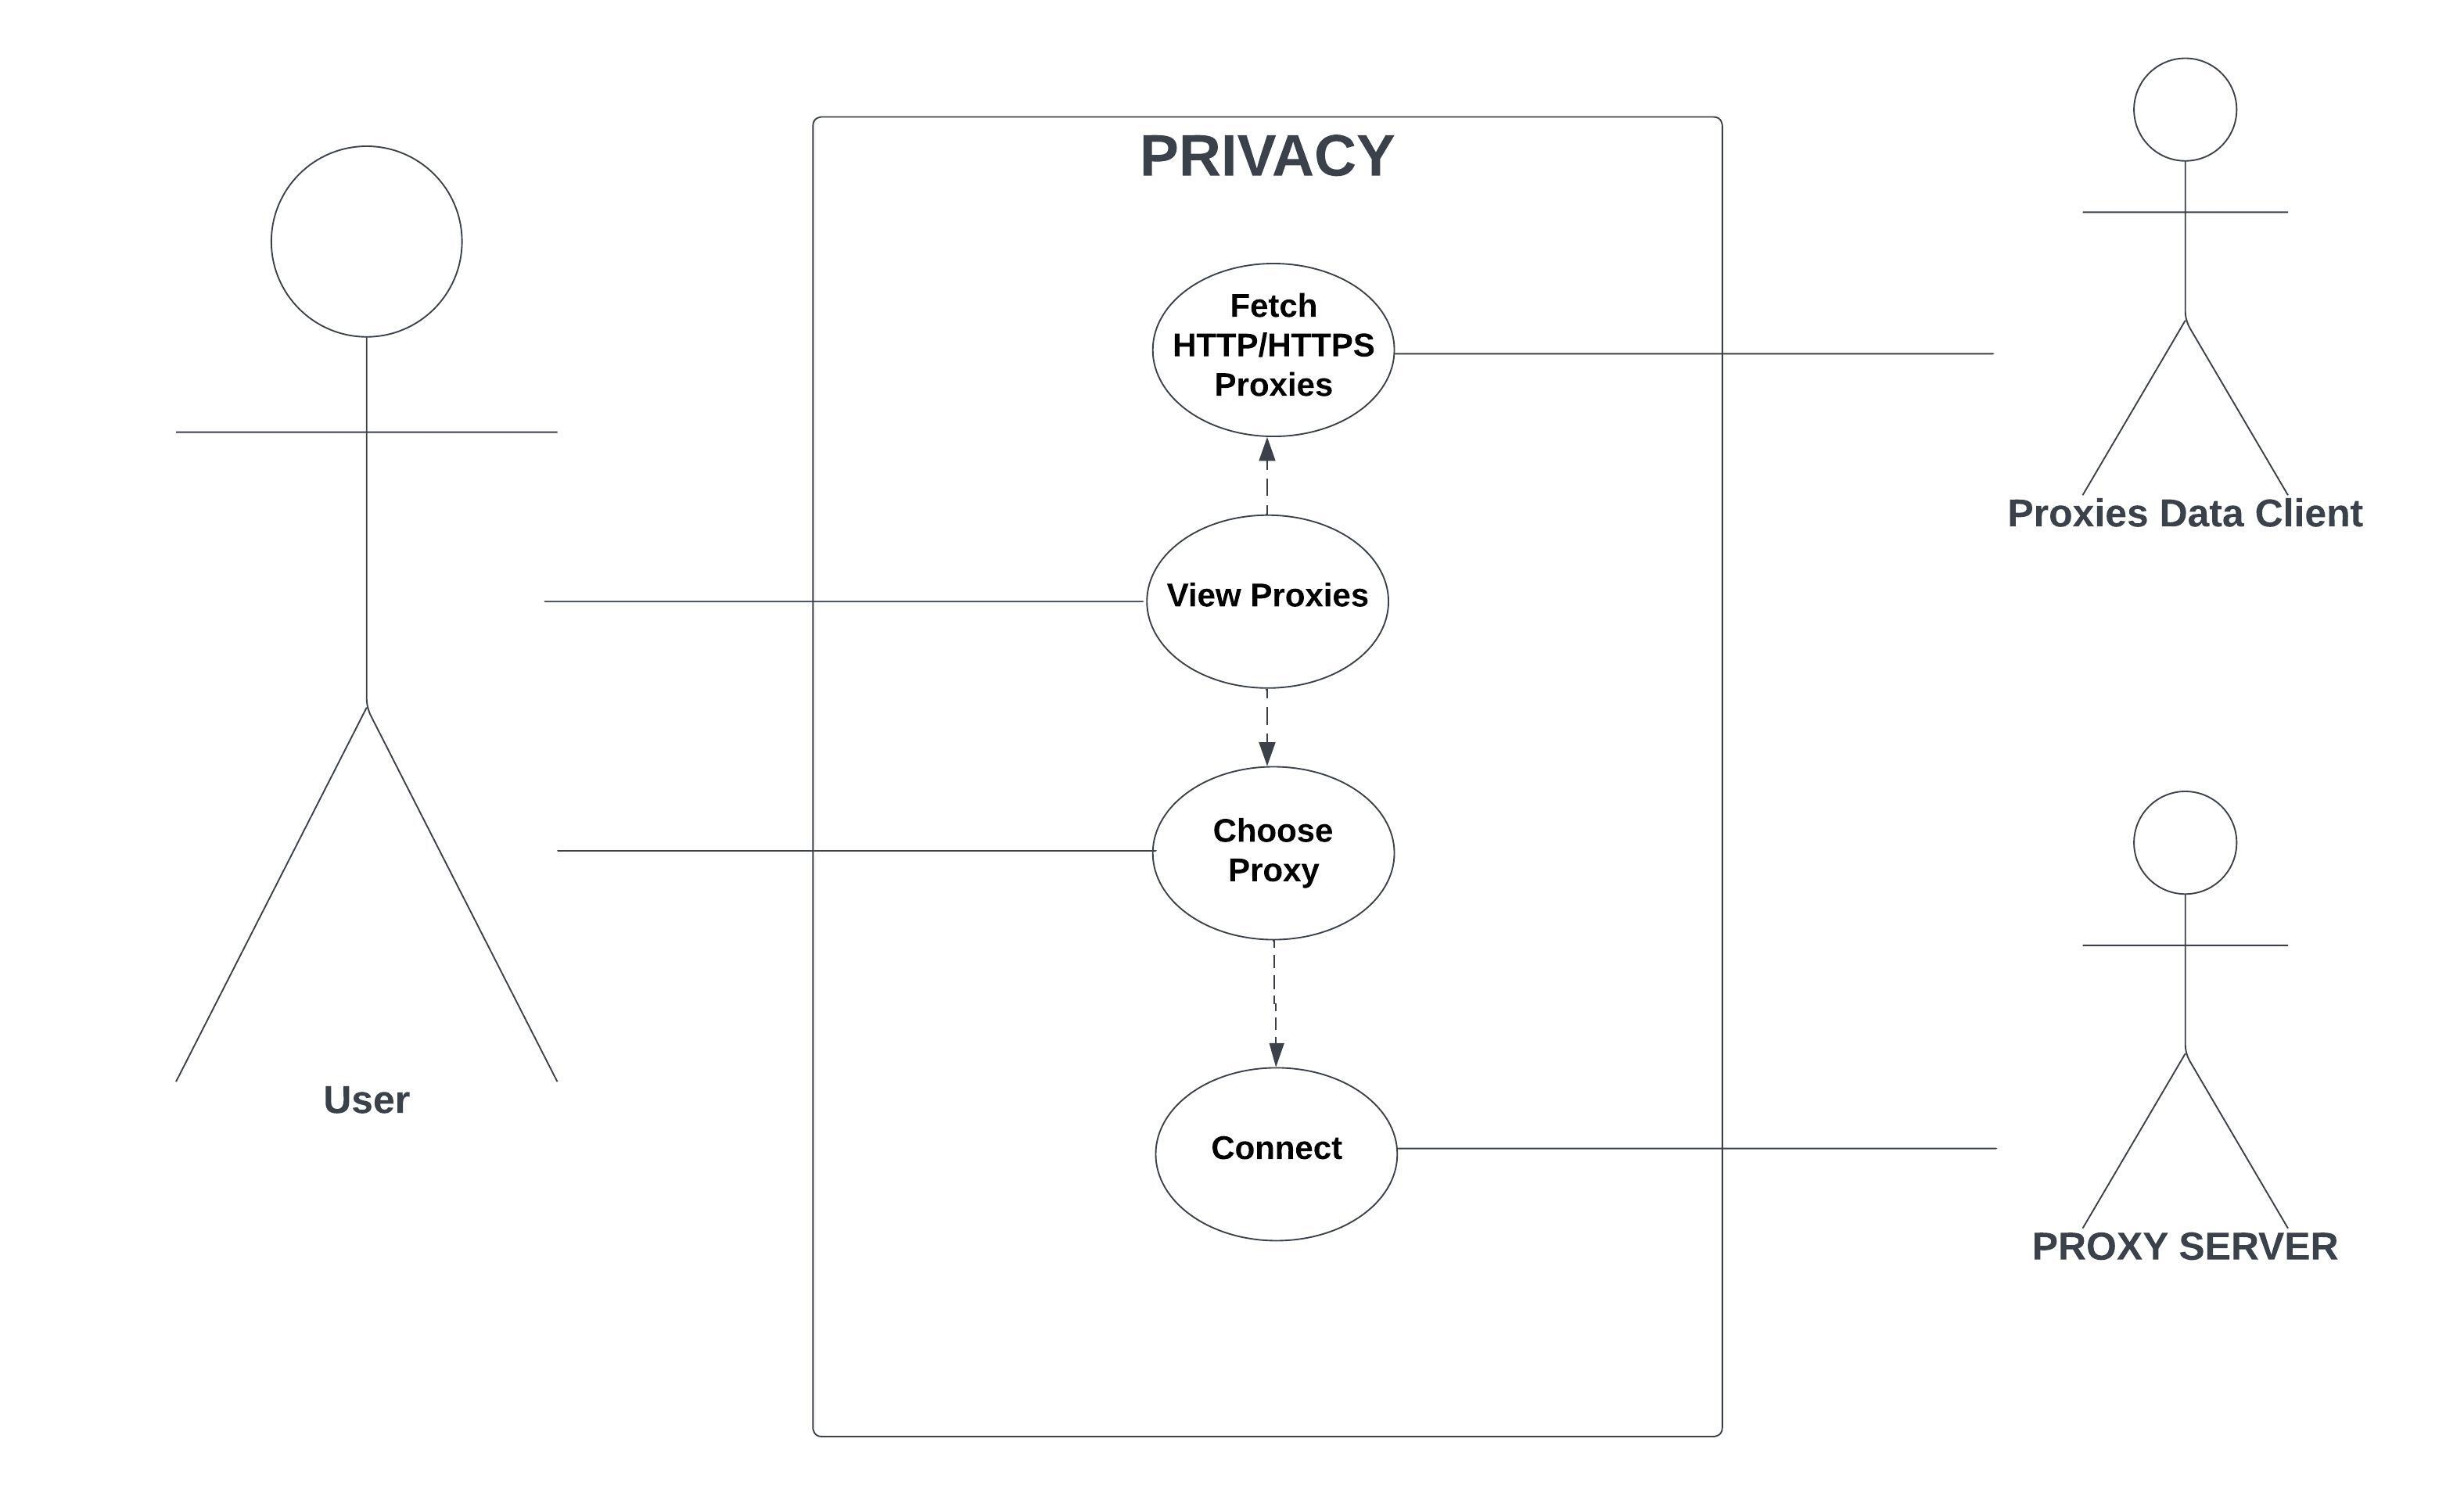 PRIVACY
Fetch
HTTP/HTTPS
Proxies
Proxies Data Client
View Proxies
Choose
Proxy
User
Connect
PROXY SERVER